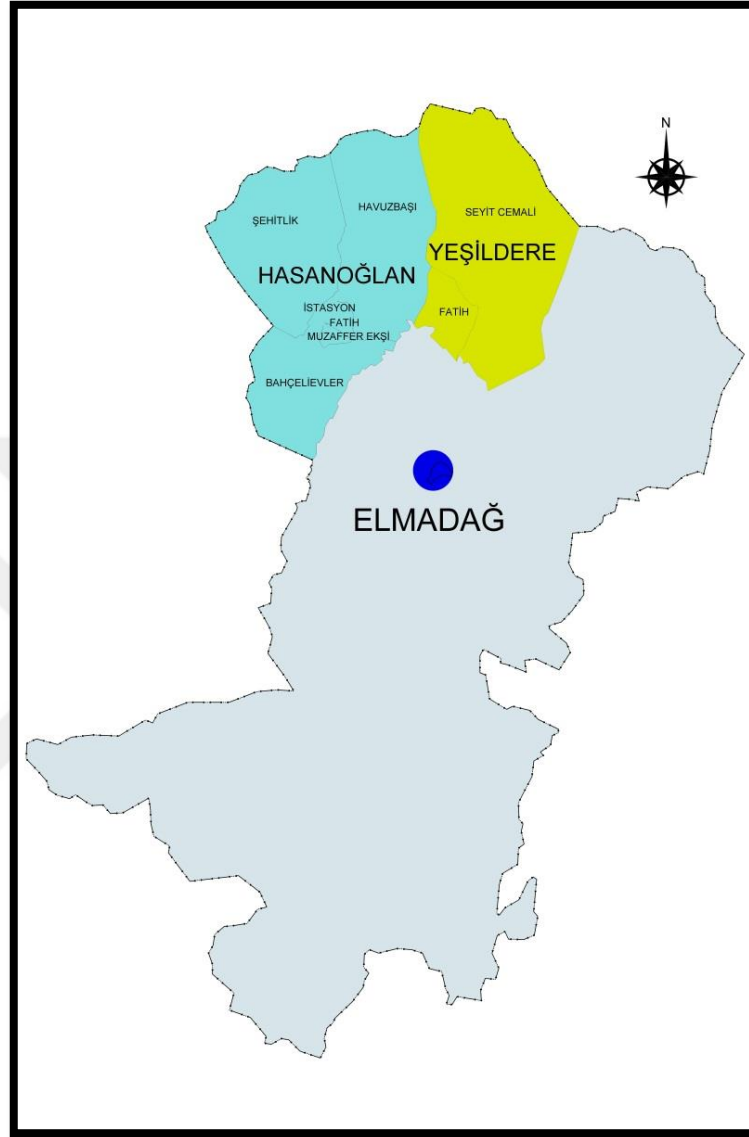 N
HAVUZBAŞI
SEYİT CEMALİ
ŞEHİTLİK
YEŞİLDERE
HASANOĞLAN
İSTASYON
FATİH
FATİH
MUZAFFER EKŞİ
BAHÇELİEVLER
ELMADAĞ